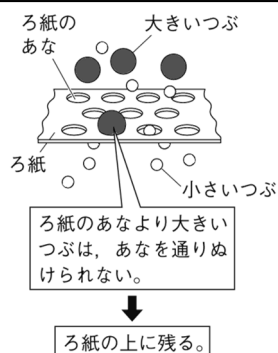 ろ紙の
あな
大きいつぶ
ろ紙
小さいつぶ
ろ紙のあなより大きい
つぶは，あなを通りぬ
けられない。
ろ紙の上に残る。